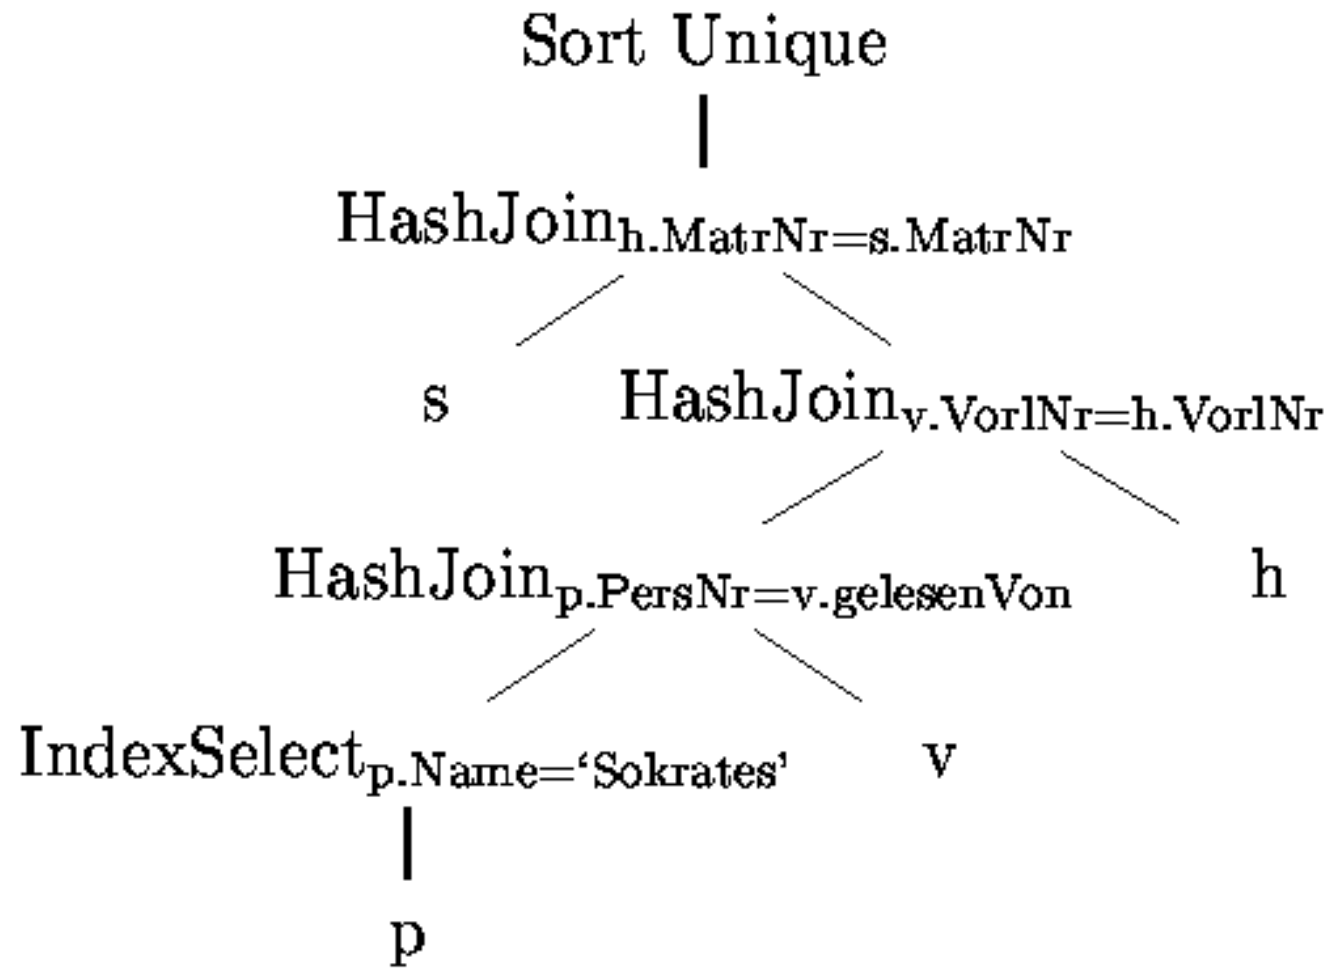 Sort Unique
HashJoin h.MatrNr=s.MatrNr
s HashJoin v.VorlNr=h.VorlNr
HashJoin p.PersNr=v.gelesenVon h
IndexSelect p.Name=‘Sokrates’ v
p